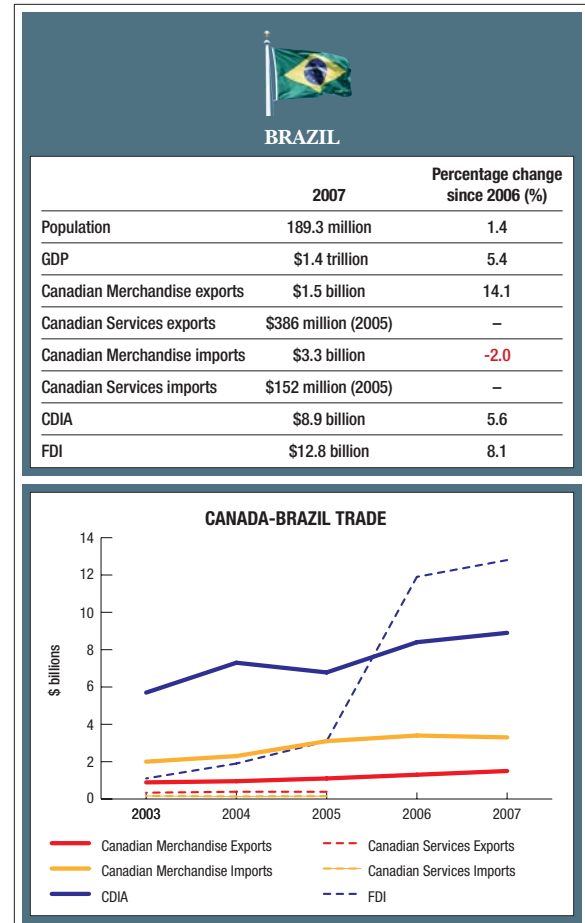 BRAZIL
2007 Percentage change since 2006 (%)
Population 189.3 million 1.4
GDP $1.4 trillion 5.4
Canadian Merchandise exports $1.5 billion 14.1
Canadian Services exports $386 million (2005) –
Canadian Merchandise imports $3.3 billion -2.0
Canadian Services imports $152 million (2005) –
CDIA $8.9 billion 5.6
FDI $12.8 billion 8.1
CANADA-BRAZIL TRADE
$ billions
14
12
10
8
6
4
2
0
2003 2004 2005 2006 2007
Canadian Merchandise Exports Canadian Services Exports
Canadian Merchandise Imports Canadian Services Imports
CDIA FDI